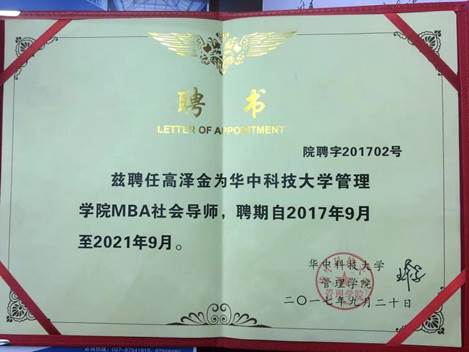 聘 书
LETTER OF APPOINTMENT
院聘字201702号
兹聘任高泽金为华中科技大学管理
学院MBA社会导师，聘期自2017年9月
至2021年9月。
华中科技大学
管理学院
二〇一七年九月二十日